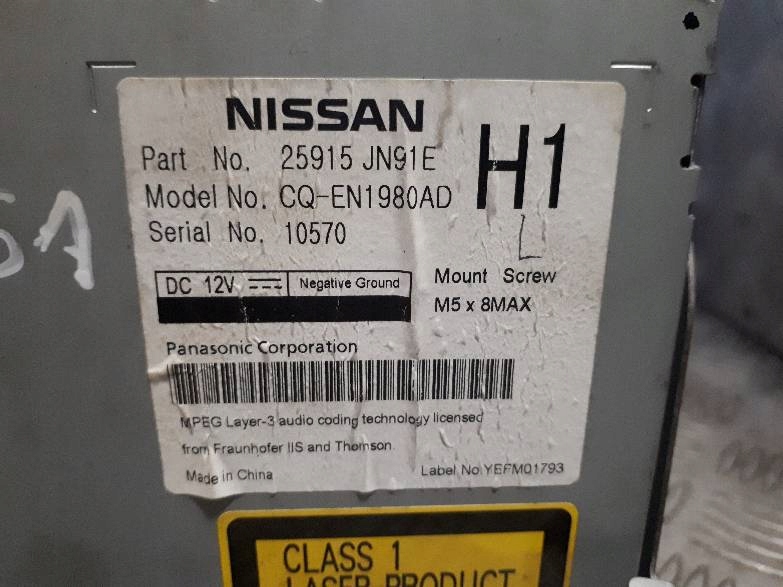 NISSAN
Part No. 25915 JN91E
H1
Model No. CQ-EN1980AD
Serial No. 10570
L
DC 12V Negative Ground
Mount Screw
M5 x 8MAX
Panasonic Corporation
MPEG Layer-3 audio coding technology licensed
from Fraunhofer IIS and Thomson
Made in China
Label No.YEFM01793
CLASS 1
LASER PRODUCT